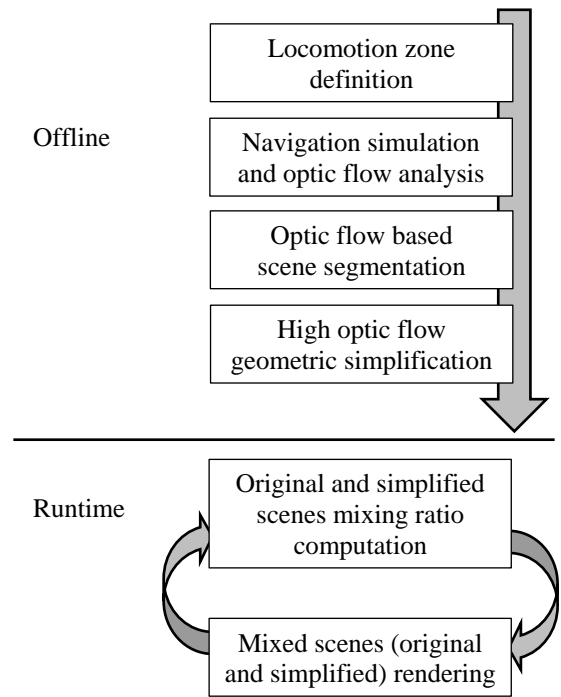 Locomotion zone
definition
Offline
Navigation simulation
and optic flow analysis
Optic flow based
scene segmentation
High optic flow
geometric simplification
Runtime
Original and simplified
scenes mixing ratio
computation
Mixed scenes (original
and simplified) rendering